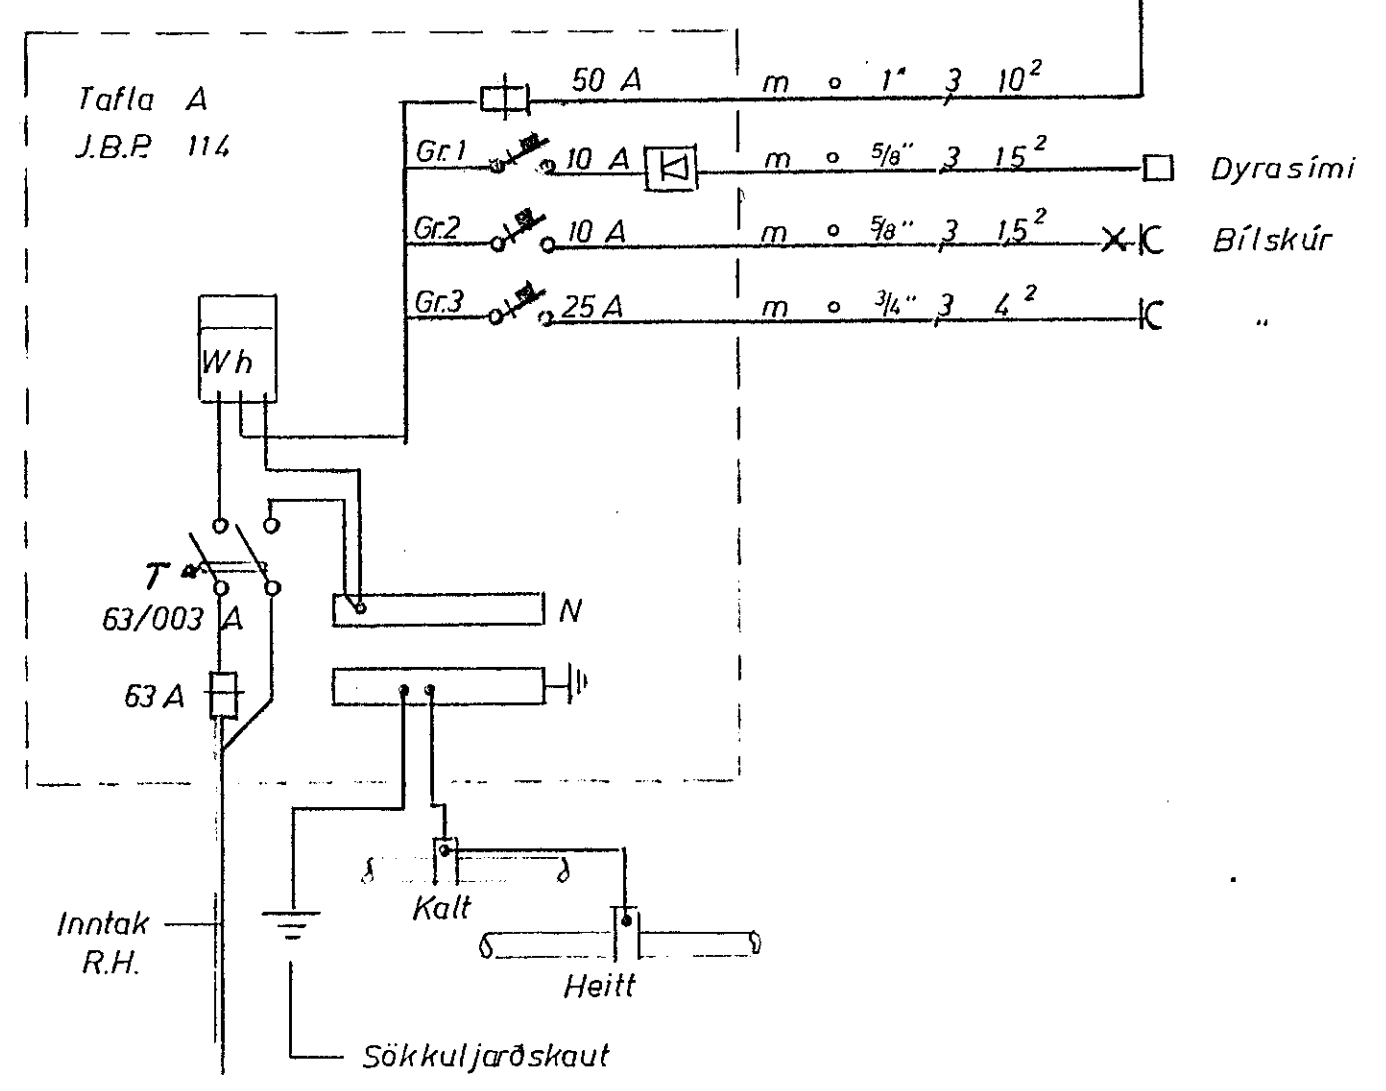 Tafla A
J.B.P. 114
50 A m o 1" 3 10²
Gr.1 10 A m o 5/8" 3 1,5² Dyrasími
Gr.2 10 A m o 5/8" 3 1,5² Bílskúr
Gr.3 25 A m o 3/4" 3 4² "
Wh
T
63/003 A
N
63 A
Kalt
Inntak
R.H.
Heitt
Sökkuljarðskaut